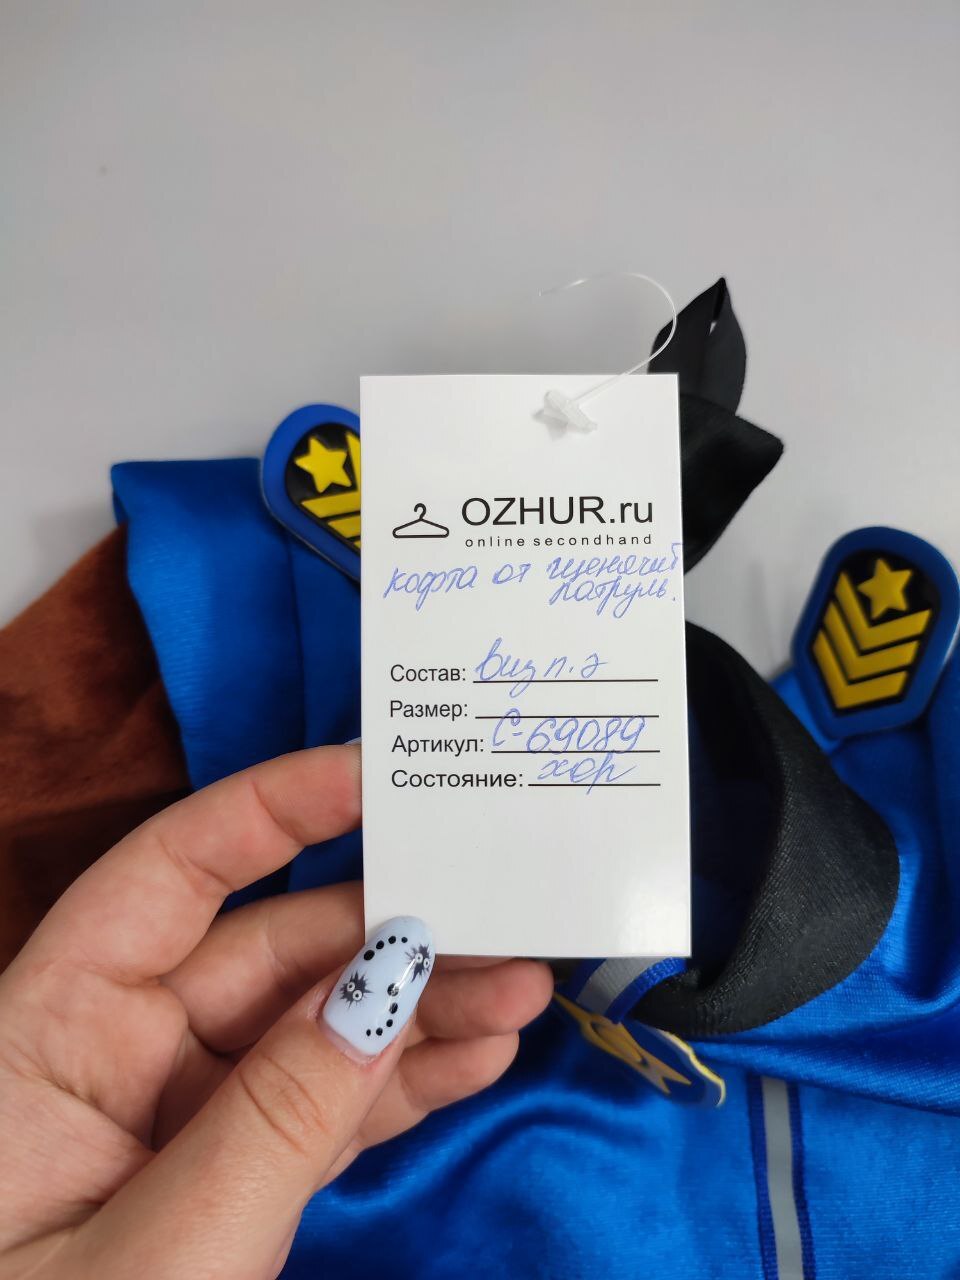 OZHUR.ru
online secondhand
кофта от щенячий
патруль.
Состав: виз п.э
Размер:
Артикул: С-69089
Состояние: хор